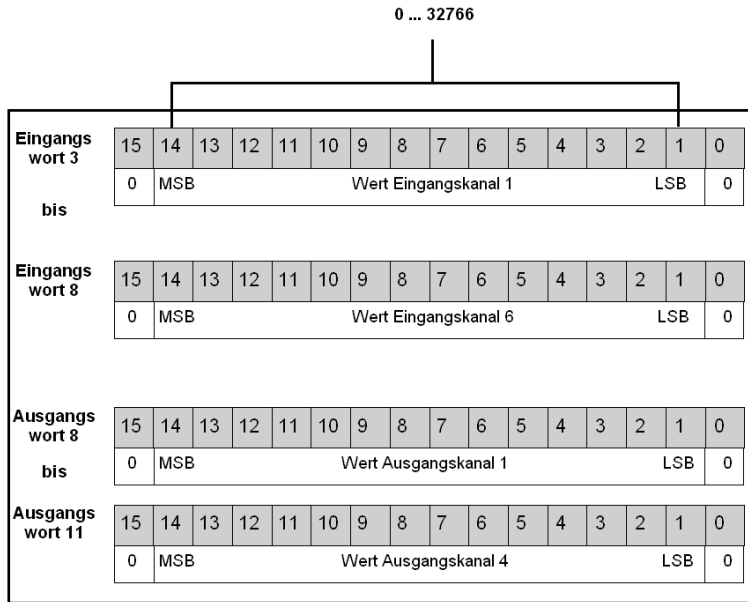 0 ... 32766
Eingangs
wort 3
15 14 13 12 11 10 9 8 7 6 5 4 3 2 1 0
0 MSB Wert Eingangskanal 1 LSB 0
bis
Eingangs
wort 8
15 14 13 12 11 10 9 8 7 6 5 4 3 2 1 0
0 MSB Wert Eingangskanal 6 LSB 0
Ausgangs
wort 8
15 14 13 12 11 10 9 8 7 6 5 4 3 2 1 0
bis
0 MSB Wert Ausgangskanal 1 LSB 0
Ausgangs
wort 11
15 14 13 12 11 10 9 8 7 6 5 4 3 2 1 0
0 MSB Wert Ausgangskanal 4 LSB 0